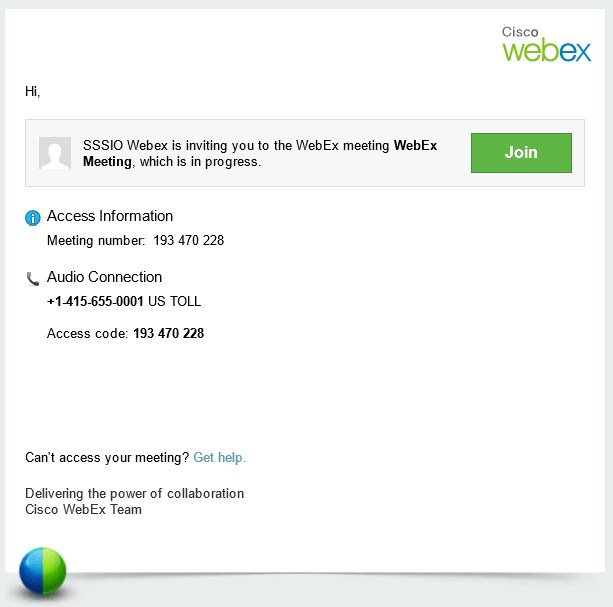 Cisco
webex
Hi,
SSSIO Webex is inviting you to the WebEx meeting WebEx
Meeting, which is in progress.
Join
Access Information
Meeting number:  193 470 228
Audio Connection
+1-415-655-0001 US TOLL
Access code: 193 470 228
Can't access your meeting? Get help.
Delivering the power of collaboration
Cisco WebEx Team